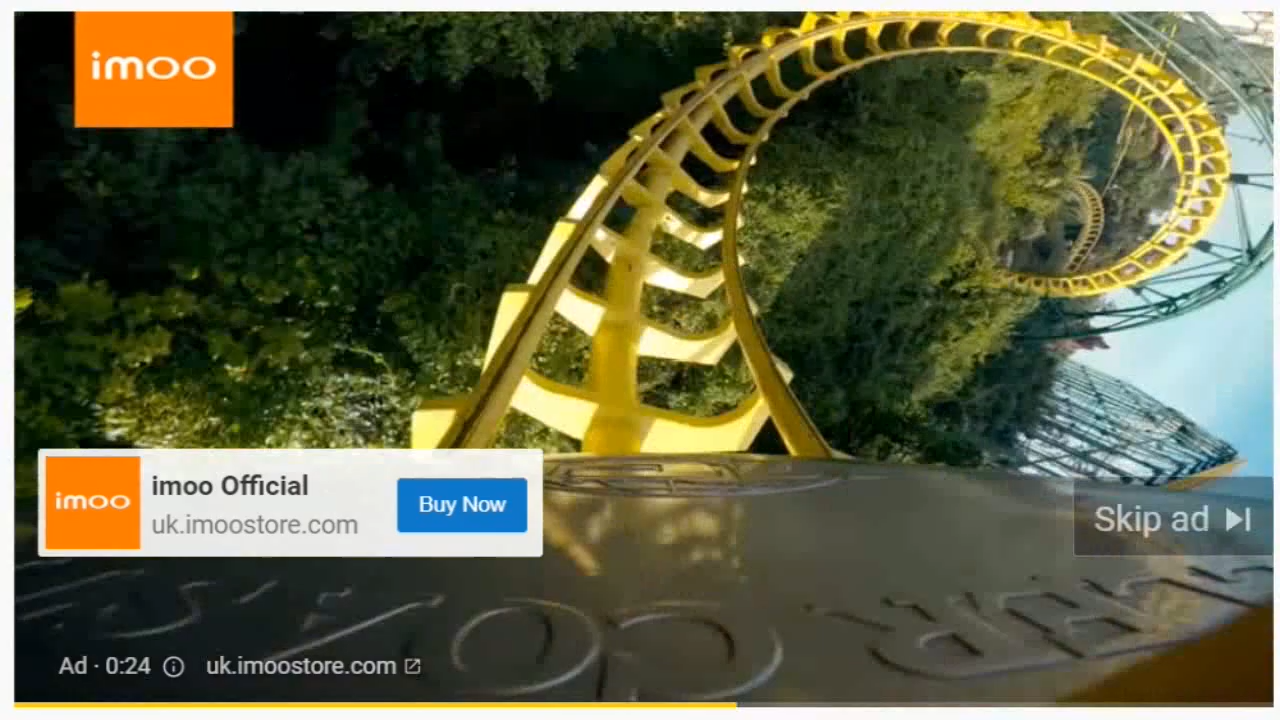 imoo
imoo
imoo Official
uk.imoostore.com
Buy Now
Skip ad
Ad · 0:24
uk.imoostore.com